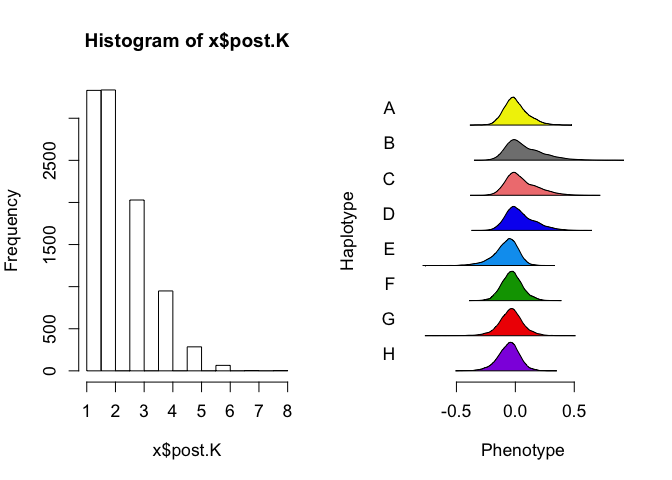 Histogram of x$post.K
Frequency
0
500
1500
2500
1
2
3
4
5
6
7
8
x$post.K
Haplotype
A
B
C
D
E
F
G
H
-0.5
0.0
0.5
Phenotype